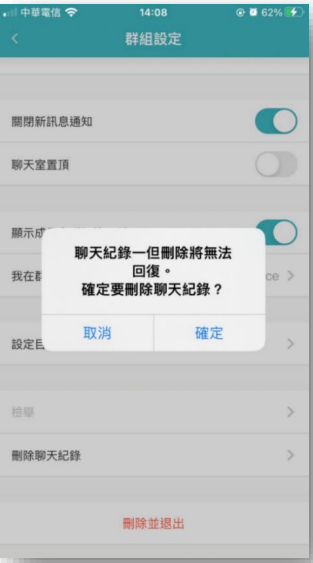 中華電信 14:08 62%
群組設定
關閉新訊息通知
聊天室置頂
顯示成
聊天紀錄一但刪除將無法
回復。
確定要刪除聊天紀錄？
我在群 ce
取消 確定
設定
檢舉
刪除聊天紀錄
刪除並退出